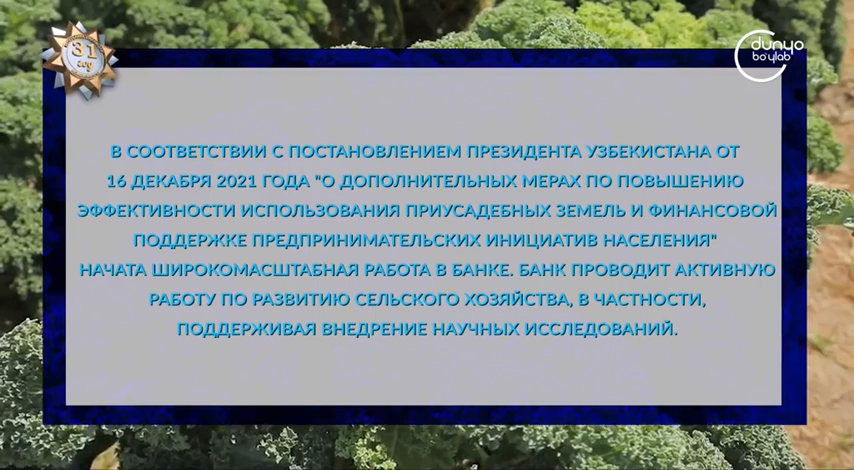 31
dunyo
bo'ylab
В СООТВЕТСТВИИ С ПОСТАНОВЛЕНИЕМ ПРЕЗИДЕНТА УЗБЕКИСТАНА ОТ
16 ДЕКАБРЯ 2021 ГОДА "О ДОПОЛНИТЕЛЬНЫХ МЕРАХ ПО ПОВЫШЕНИЮ
ЭФФЕКТИВНОСТИ ИСПОЛЬЗОВАНИЯ ПРИУСАДЕБНЫХ ЗЕМЕЛЬ И ФИНАНСОВОЙ
ПОДДЕРЖКЕ ПРЕДПРИНИМАТЕЛЬСКИХ ИНИЦИАТИВ НАСЕЛЕНИЯ"
НАЧАТА ШИРОКОМАСШТАБНАЯ РАБОТА В БАНКЕ. БАНК ПРОВОДИТ АКТИВНУЮ
РАБОТУ ПО РАЗВИТИЮ СЕЛЬСКОГО ХОЗЯЙСТВА, В ЧАСТНОСТИ,
ПОДДЕРЖИВАЯ ВНЕДРЕНИЕ НАУЧНЫХ ИССЛЕДОВАНИЙ.